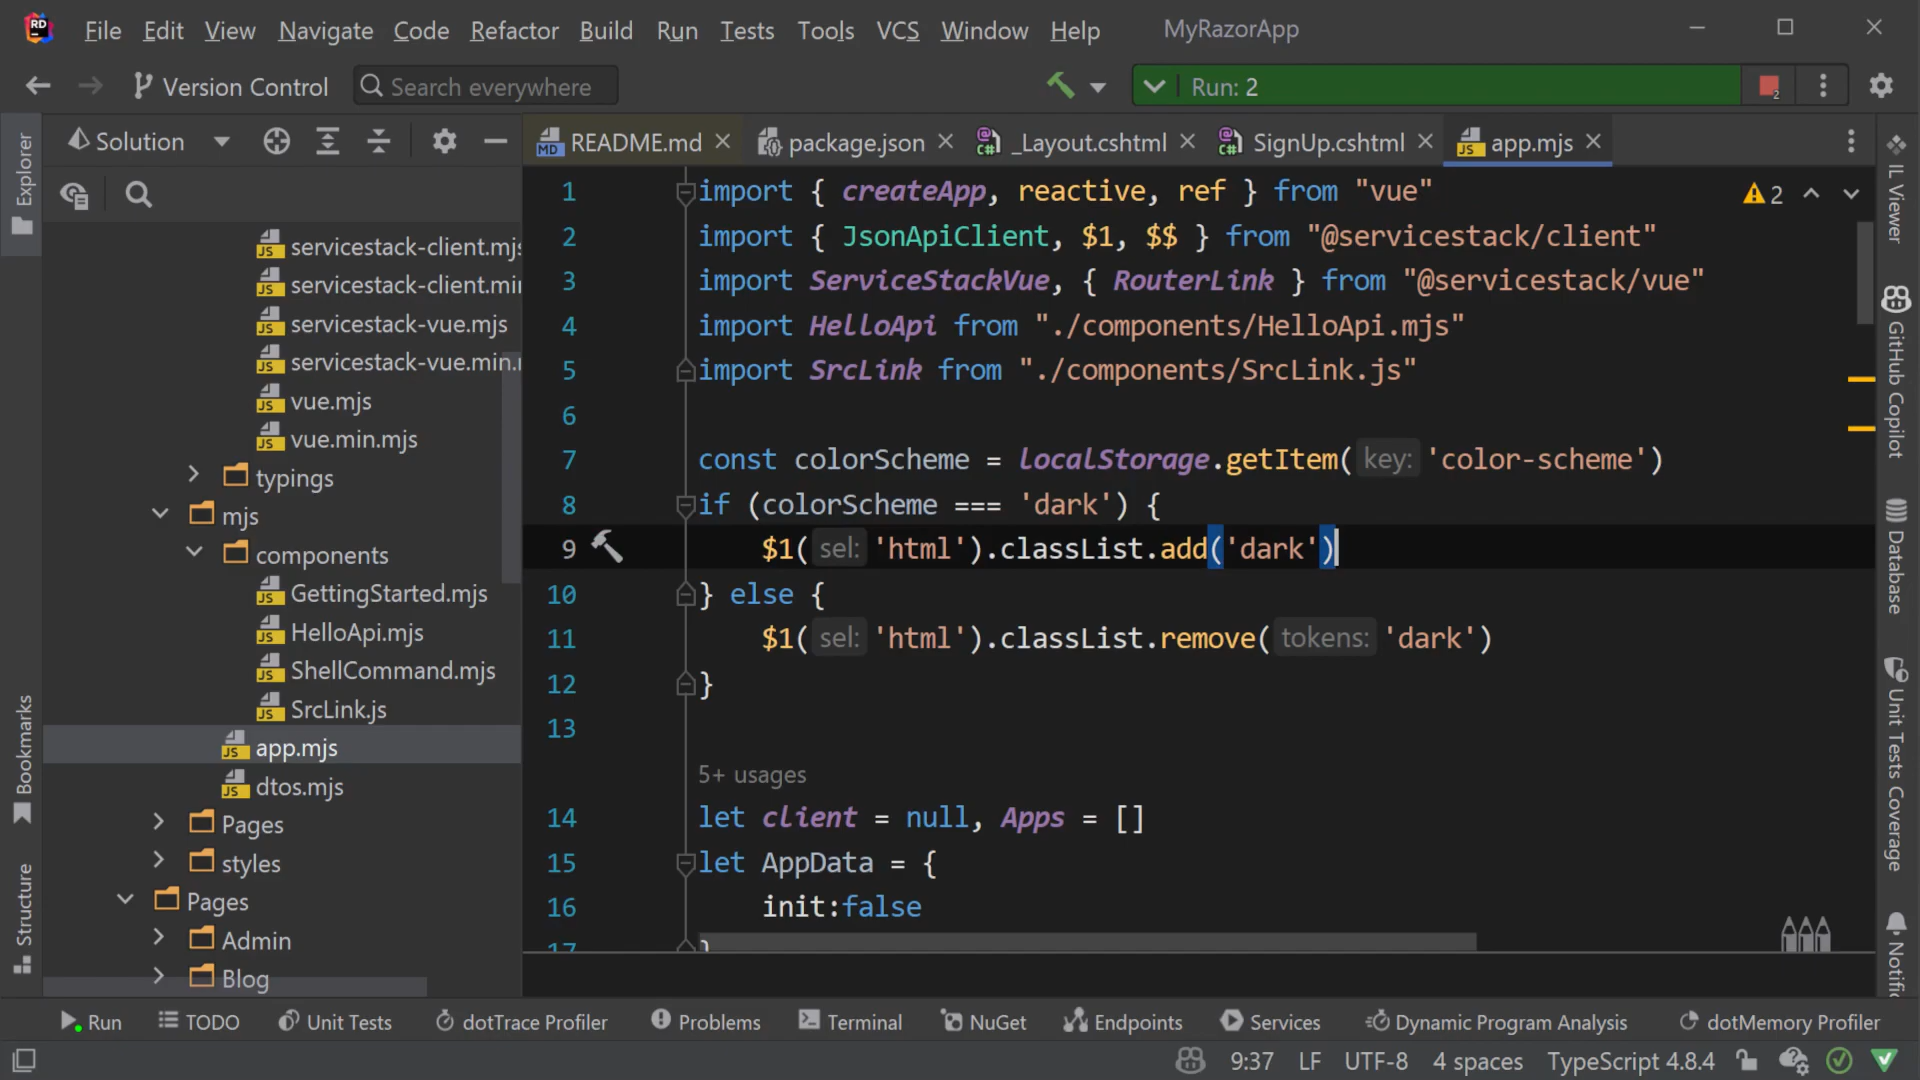 RD
File Edit View Navigate Code Refactor Build Run Tests Tools VCS Window Help MyRazorApp
Version Control Search everywhere Run: 2 2
Solution
README.md package.json _Layout.cshtml SignUp.cshtml app.mjs
Explorer
Bookmarks
Structure
servicestack-client.mjs
servicestack-client.min
servicestack-vue.mjs
servicestack-vue.min.
vue.mjs
vue.min.mjs
typings
mjs
components
GettingStarted.mjs
HelloApi.mjs
ShellCommand.mjs
SrcLink.js
app.mjs
dtos.mjs
Pages
styles
Pages
Admin
Blog
2
1 import { createApp, reactive, ref } from "vue"
2 import { JsonApiClient, $1, $$ } from "@servicestack/client"
3 import ServiceStackVue, { RouterLink } from "@servicestack/vue"
4 import HelloApi from "./components/HelloApi.mjs"
5 import SrcLink from "./components/SrcLink.js"
6
7 const colorScheme = localStorage.getItem( key: 'color-scheme')
8 if (colorScheme === 'dark') {
9 $1( sel: 'html').classList.add('dark')
10 } else {
11 $1( sel: 'html').classList.remove( tokens: 'dark')
12 }
13
5+ usages
14 let client = null, Apps = []
15 let AppData = {
16 init:false
17 }
IL Viewer
GitHub Copilot
Database
Unit Tests Coverage
Notific
Run TODO Unit Tests dotTrace Profiler Problems Terminal NuGet Endpoints Services Dynamic Program Analysis dotMemory Profiler
9:37 LF UTF-8 4 spaces TypeScript 4.8.4